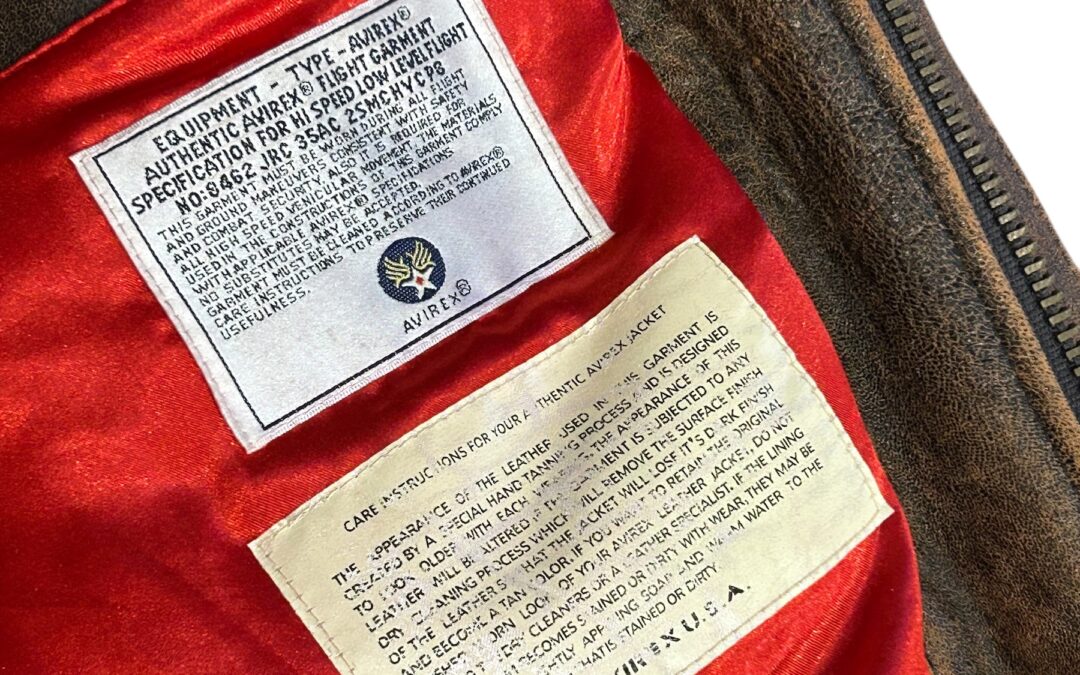 EQUIPMENT - TYPE - AVIREX®
AUTHENTIC AVIREX® FLIGHT GARMENT
SPECIFICATION FOR HI SPEED LOW LEVEL FLIGHT
NO:8462 JRC 35AC 2SMCHYCP8
THIS GARMENT MUST BE WORN DURING ALL FLIGHT
AND GROUND MANEUVERS CONSISTENT WITH SAFETY
AND COMBAT SECURITY. ALSO IT IS REQUIRED FOR
ALL HIGH SPEED VEHICULAR MOVEMENT. THE MATERIALS
USED IN THE CONSTRUCTION OF THIS GARMENT COMPLY
WITH APPLICABLE AVIREX® SPECIFICATIONS
NO SUBSTITUTES MAY BE ACCEPTED.
GARMENT MUST BE CLEANED ACCORDING TO AVIREX®
CARE INSTRUCTIONS TO PRESERVE THEIR CONTINUED
USEFULNESS.
AVIREX®
CARE INSTRUCTIONS FOR YOUR AUTHENTIC AVIREX JACKET
THE APPEARANCE OF THE LEATHER USED IN THIS GARMENT IS
CREATED BY A SPECIAL HAND TANNING PROCESS AND IS DESIGNED
TO LOOK OLDER WITH EACH THE APPEARANCE OF THIS
LEATHER WILL BE ALTERED IF THE GARMENT IS SUBJECTED TO ANY
DRY CLEANING PROCESS WHICH WILL REMOVE THE SURFACE FINISH
OF THE LEATHER SO THAT THE JACKET WILL LOSE IT'S DARK FINISH
AND BECOME A TAN COLOR. IF YOU WANT TO RETAIN THE ORIGINAL
LOOK OF YOUR AVIREX LEATHER JACKET, DO NOT
CLEANERS OR A LEATHER SPECIALIST. IF THE LINING
BECOMES STAINED OR DIRTY WITH WEAR, THEY MAY BE
APPLYING SOAP AND WARM WATER TO THE
THAT IS STAINED OR DIRTY.
AVIREX U.S.A.